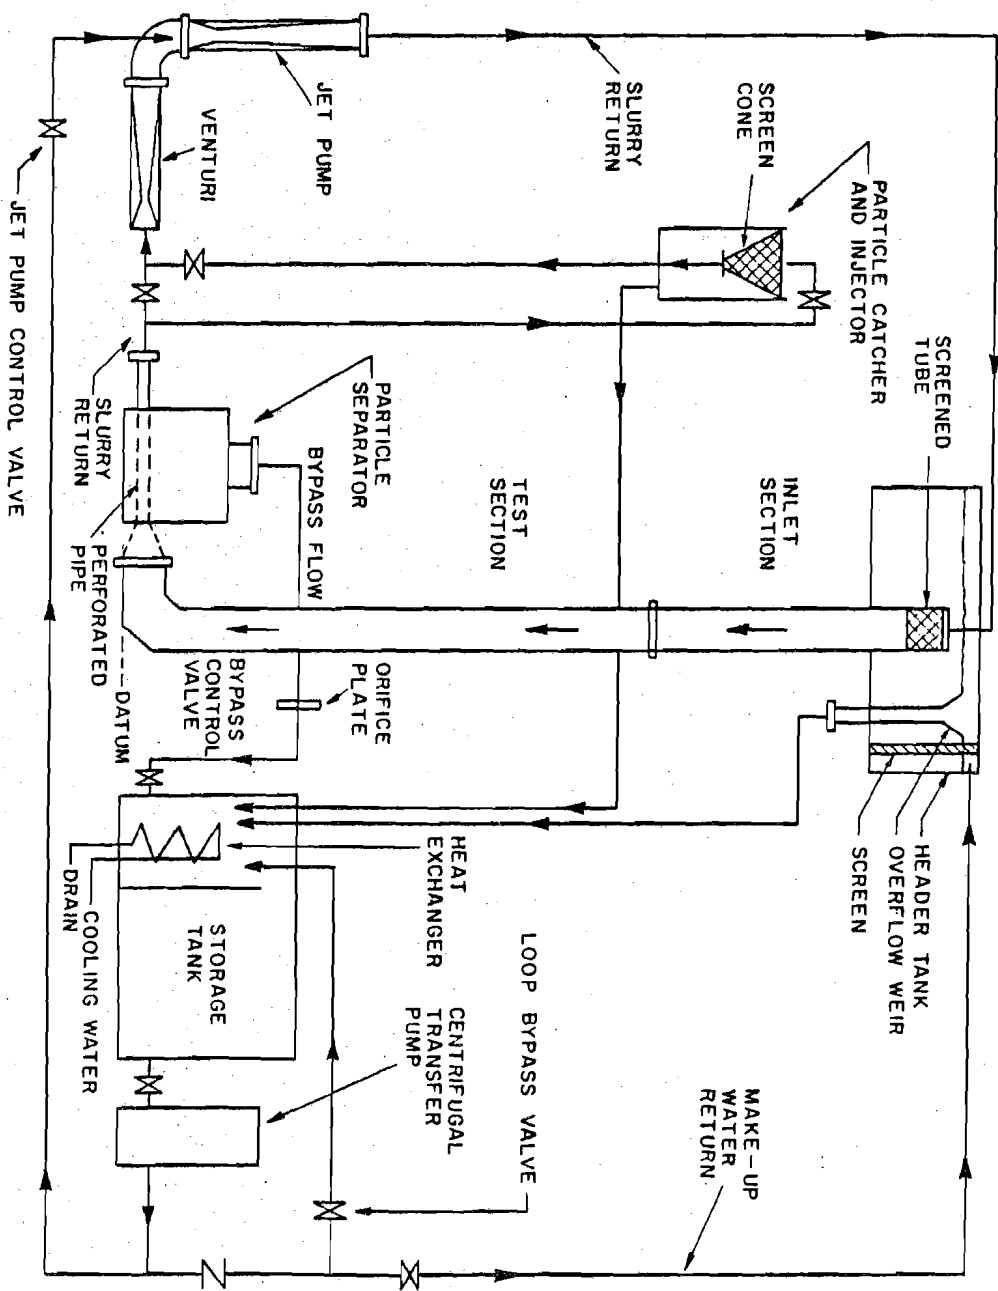 JET PUMP
VENTURI
JET PUMP CONTROL VALVE
SLURRY
RETURN
SCREEN
CONE
PARTICLE CATCHER
AND INJECTOR
SCREENED
TUBE
SLURRY
RETURN
PARTICLE
SEPARATOR
BYPASS FLOW
TEST
SECTION
INLET
SECTION
PERFORATED
PIPE
DATUM
BYPASS
CONTROL
VALVE
ORIFICE
PLATE
HEADER TANK
OVERFLOW WEIR
SCREEN
HEAT
EXCHANGER
DRAIN
COOLING WATER
STORAGE
TANK
CENTRIFUGAL
TRANSFER
PUMP
LOOP BYPASS VALVE
MAKE-UP
WATER
RETURN